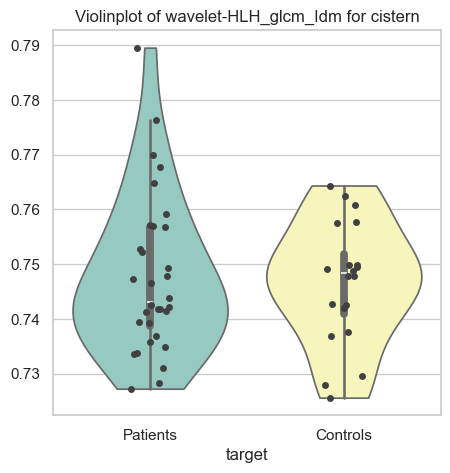 Violinplot of wavelet-HLH_glcm_Idm for cistern
0.79
0.78
0.77
0.76
0.75
0.74
0.73
Patients
Controls
target